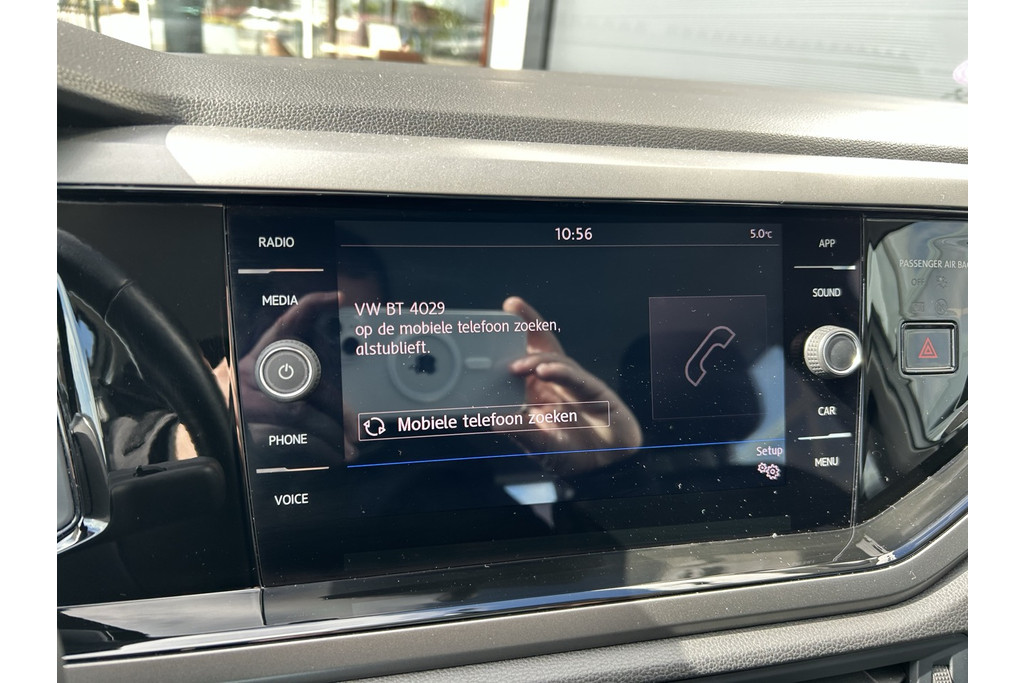 RADIO
MEDIA
PHONE
VOICE
10:56
5.0°C
VW BT 4029
op de mobiele telefoon zoeken,
alstublieft.
Mobiele telefoon zoeken
Setup
APP
SOUND
CAR
MENU
PASSENGER AIR BA